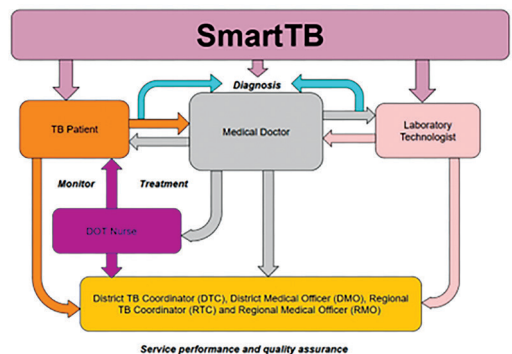 SmartTB
Diagnosis
TB Patient
Medical Doctor
Laboratory
Technologist
Monitor
Treatment
DOT Nurse
District TB Coordinator (DTC), District Medical Officer (DMO), Regional
TB Coordinator (RTC) and Regional Medical Officer (RMO)
Service performance and quality assurance